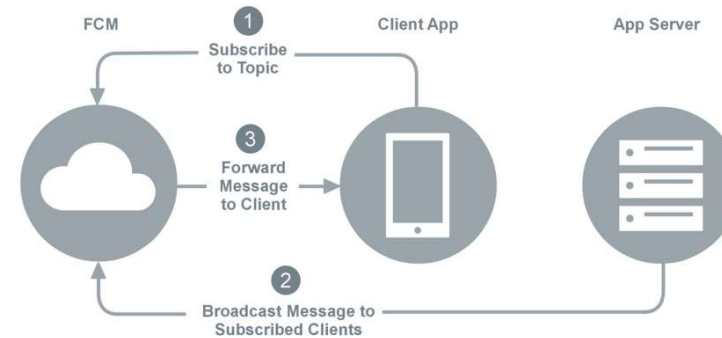 FCM
Client App
App Server
1
Subscribe
to Topic
3
Forward
Message
to Client
2
Broadcast Message to
Subscribed Clients